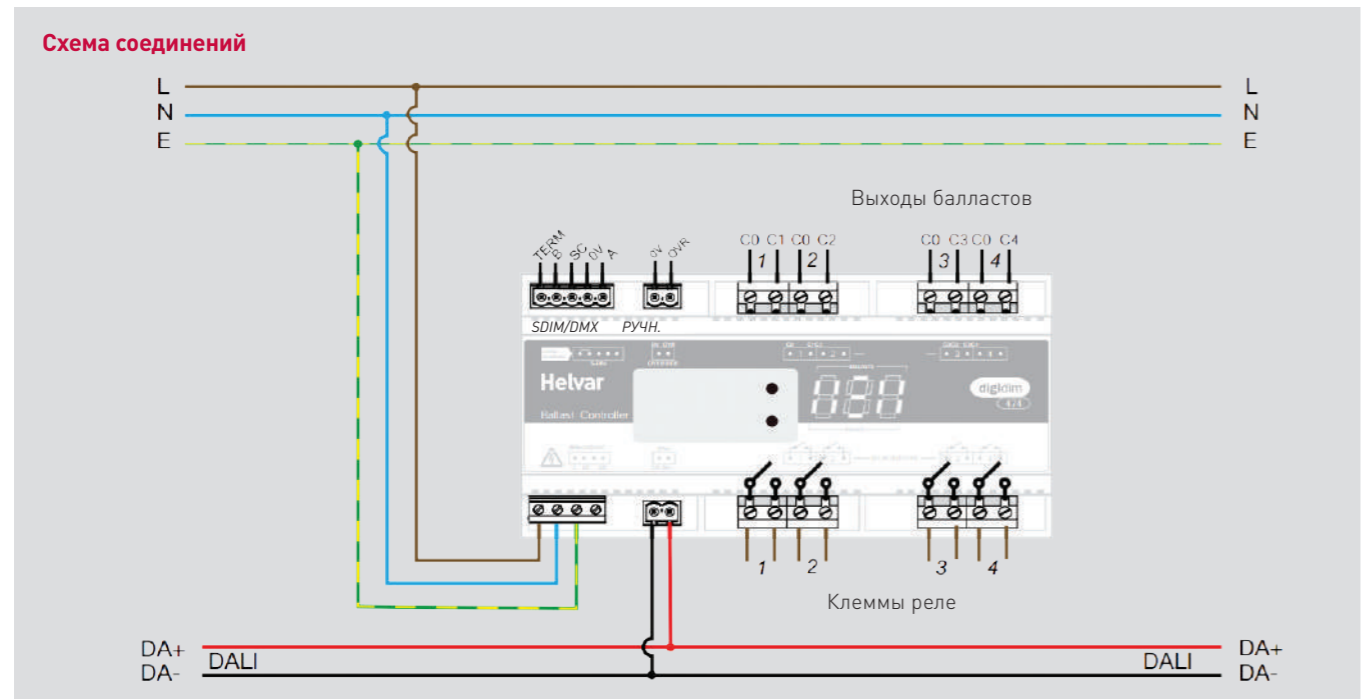 Схема соединений
L L
N N
E E
Выходы балластов
TERM B SC 0V A 0V OVR C0 C1 C0 C2 C0 C3 C0 C4
1 2 3 4
SDIM/DMX РУЧН.
Helvar
digidim
Ballast Controller
1 2 3 4
Клеммы реле
DA+ DALI DALI DA+
DA- DA-